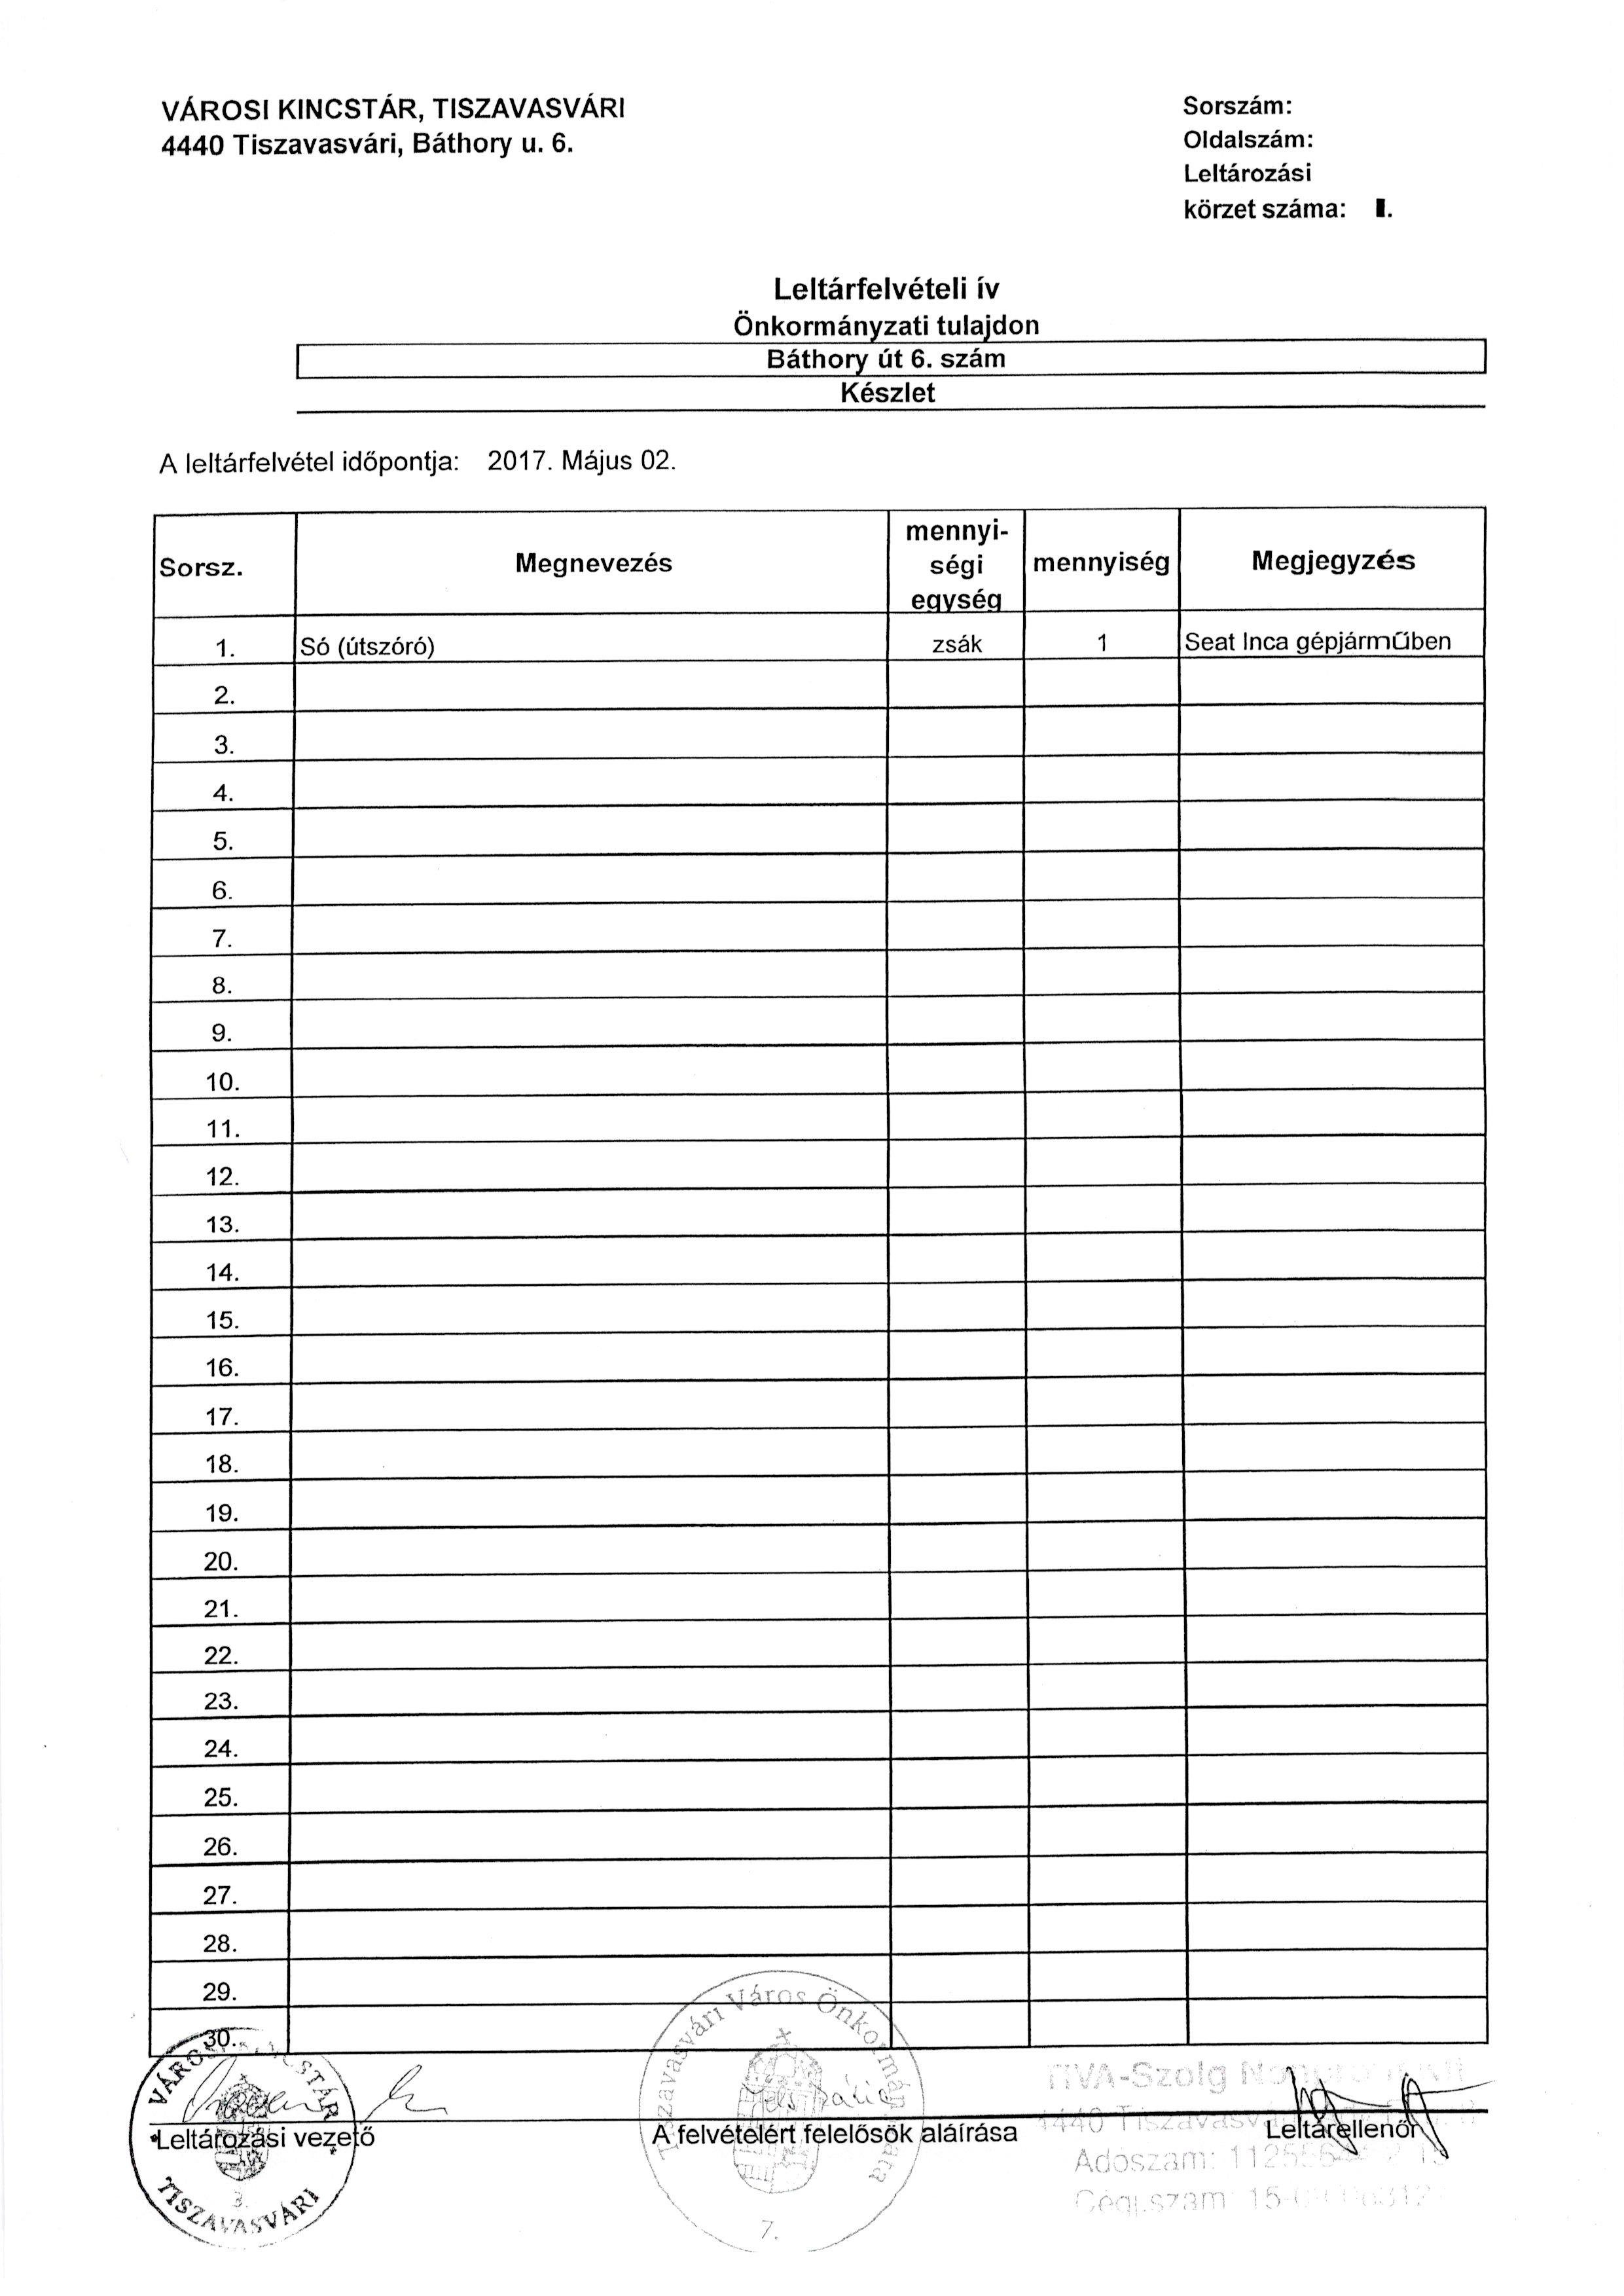 VÁROSI KINCSTÁR, TISZAVASVÁRI
4440 Tiszavasvári, Báthory u. 6.
Sorszám:
Oldalszám:
Leltározási
körzet száma: I.
Leltárfelvételi ív
Önkormányzati tulajdon
Báthory út 6. szám
Készlet
A leltárfelvétel időpontja: 2017. Május 02.
Sorsz. Megnevezés mennyi-
ségi
egység mennyiség Megjegyzés
1. Só (útszóró) zsák 1 Seat Inca gépjárműben
2.
3.
4.
5.
6.
7.
8.
9.
10.
11.
12.
13.
14.
15.
16.
17.
18.
19.
20.
21.
22.
23.
24.
25.
26.
27.
28.
29.
30.
VÁROSI KINCSTÁR
TISZAVASVÁRI
3.
Tiszavasvári Város Önkormányzata
7.
TIVA-Szolg
4440
Adószám:
Cégj.szám
Leltározási vezető
A felvételért felelősök aláírása
Leltárellenőr